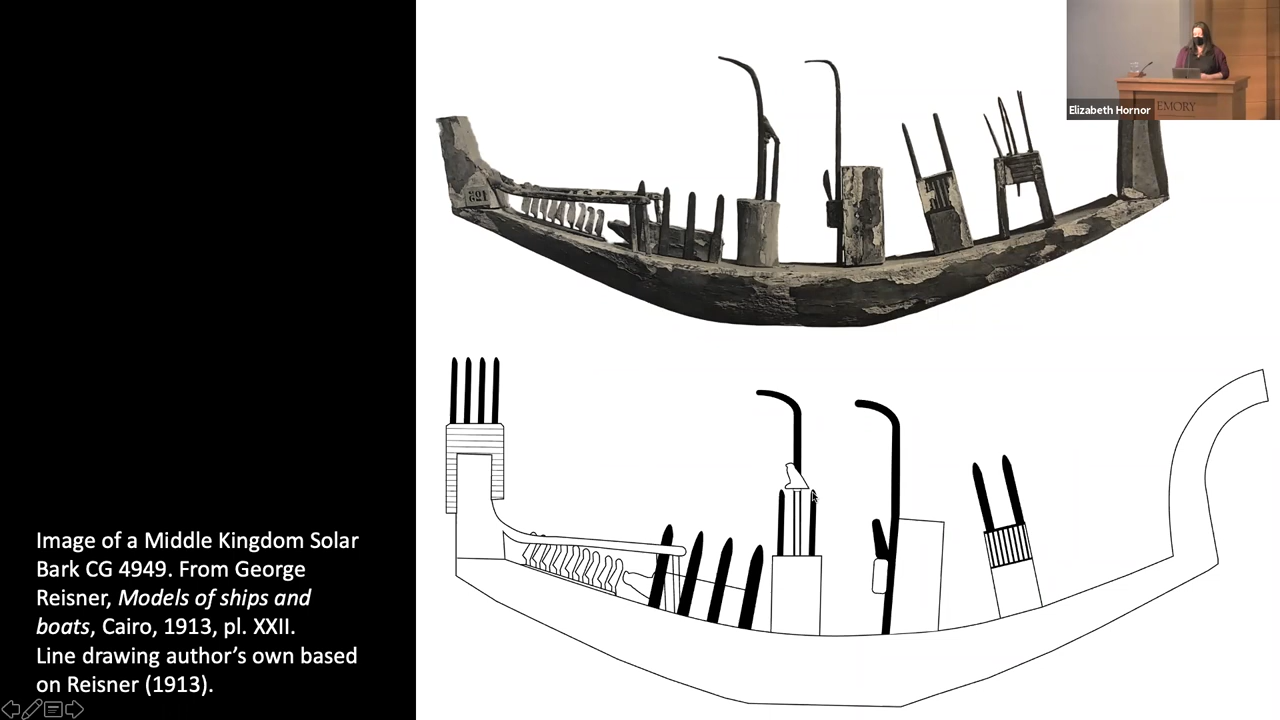 Elizabeth Hornor
EMORY
Image of a Middle Kingdom Solar
Bark CG 4949. From George
Reisner, Models of ships and
boats, Cairo, 1913, pl. XXII.
Line drawing author’s own based
on Reisner (1913).